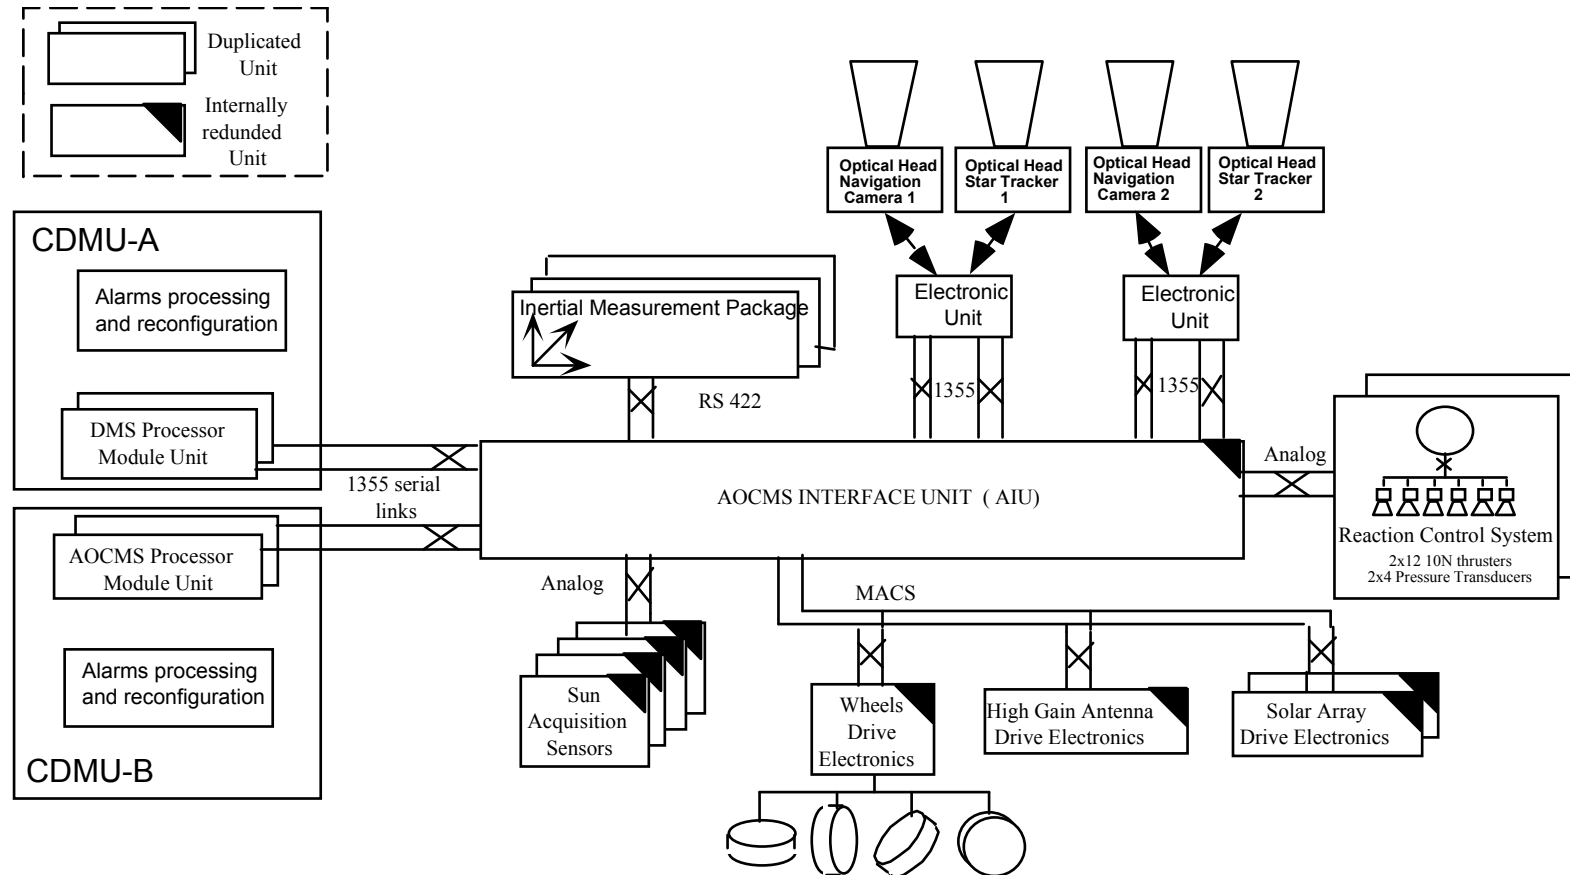 Duplicated
Unit
Internally
redunded
Unit
CDMU-A
Alarms processing
and reconfiguration
DMS Processor
Module Unit
1355 serial
links
AOCMS Processor
Module Unit
Alarms processing
and reconfiguration
CDMU-B
Inertial Measurement Package
RS 422
Optical Head
Navigation
Camera 1
Optical Head
Star Tracker
1
Optical Head
Navigation
Camera 2
Optical Head
Star Tracker
2
Electronic
Unit
Electronic
Unit
1355
1355
AOCMS INTERFACE UNIT ( AIU)
Analog
Reaction Control System
2x12 10N thrusters
2x4 Pressure Transducers
Analog
MACS
Sun
Acquisition
Sensors
Wheels
Drive
Electronics
High Gain Antenna
Drive Electronics
Solar Array
Drive Electronics